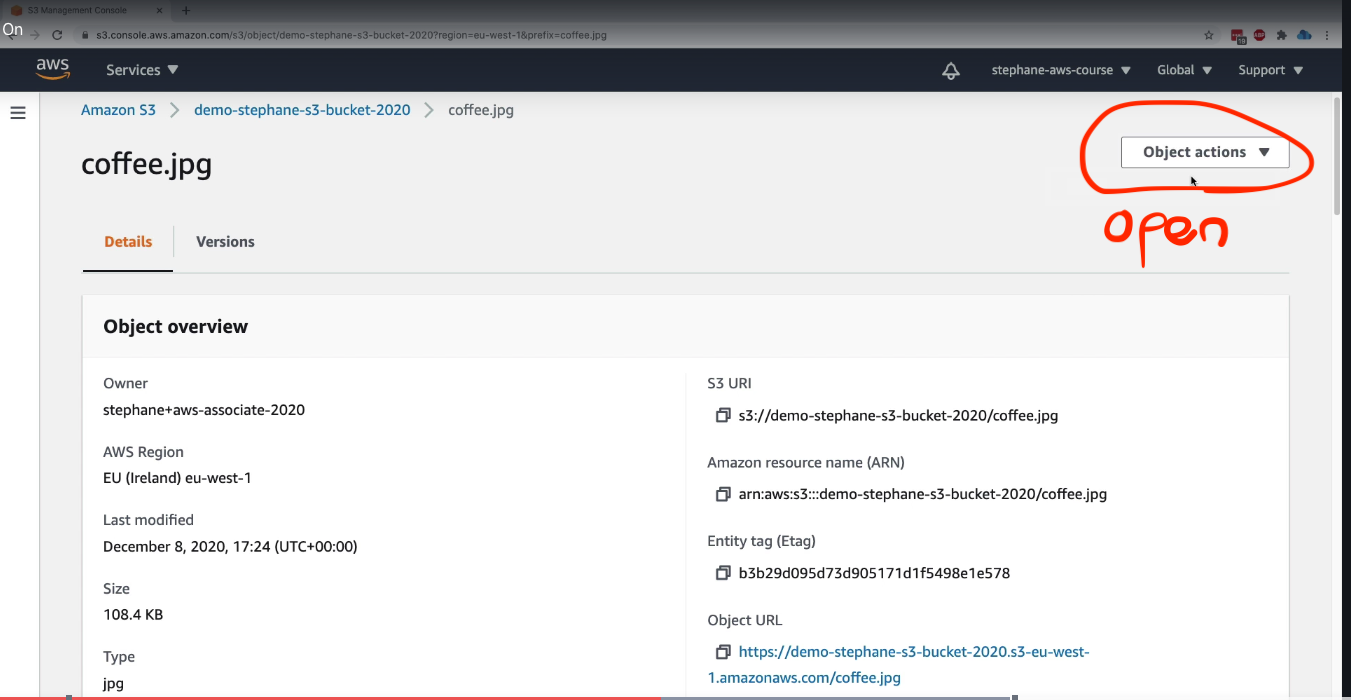 S3 Management Console
On
s3.console.aws.amazon.com/s3/object/demo-stephane-s3-bucket-2020?region=eu-west-1&prefix=coffee.jpg
aws
Services
stephane-aws-course
Global
Support
Amazon S3
demo-stephane-s3-bucket-2020
coffee.jpg
coffee.jpg
Object actions
open
Details
Versions
Object overview
Owner
stephane+aws-associate-2020
AWS Region
EU (Ireland) eu-west-1
Last modified
December 8, 2020, 17:24 (UTC+00:00)
Size
108.4 KB
Type
jpg
S3 URI
s3://demo-stephane-s3-bucket-2020/coffee.jpg
Amazon resource name (ARN)
arn:aws:s3:::demo-stephane-s3-bucket-2020/coffee.jpg
Entity tag (Etag)
b3b29d095d73d905171d1f5498e1e578
Object URL
https://demo-stephane-s3-bucket-2020.s3-eu-west-
1.amazonaws.com/coffee.jpg